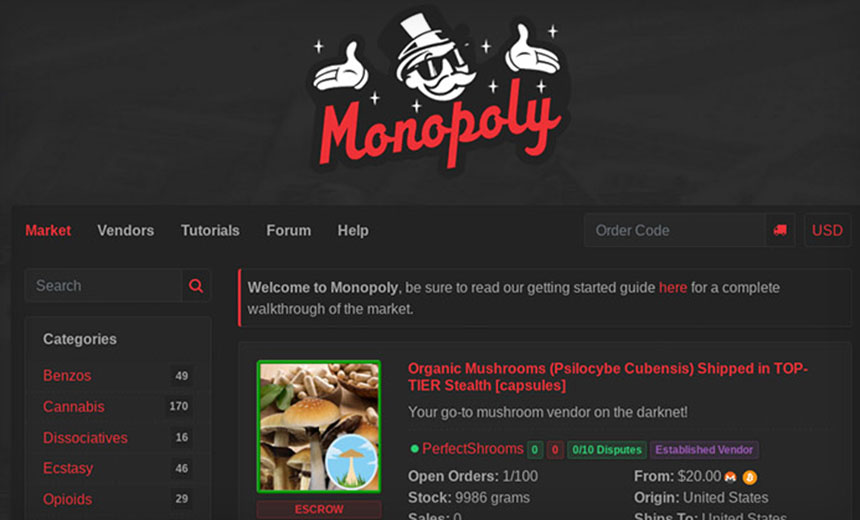 Monopoly
Market Vendors Tutorials Forum Help Order Code USD
Search
Welcome to Monopoly, be sure to read our getting started guide here for a complete
walkthrough of the market.
Categories
Benzos 49
Cannabis 170
Dissociatives 16
Ecstasy 46
Opioids 29
Organic Mushrooms (Psilocybe Cubensis) Shipped in TOP-
TIER Stealth [capsules]
Your go-to mushroom vendor on the darknet!
PerfectShrooms 0 0 0/10 Disputes Established Vendor
Open Orders: 1/100 From: $20.00
Stock: 9986 grams Origin: United States
Sales: 0 Ships To: United States
ESCROW